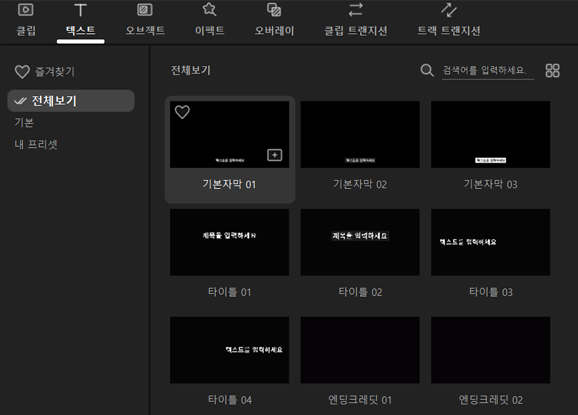 클립 텍스트 오브젝트 이펙트 오버레이 클립 트랜지션 트랙 트랜지션
즐겨찾기
전체보기
기본
내 프리셋
전체보기
검색어를 입력하세요.
텍스트를 입력하세요 텍스트를 입력하세요 텍스트를 입력하세요
기본자막 01 기본자막 02 기본자막 03
제목을 입력하세요 제목을 입력하세요 텍스트를 입력하세요
타이틀 01 타이틀 02 타이틀 03
텍스트를 입력하세요
타이틀 04 엔딩크레딧 01 엔딩크레딧 02